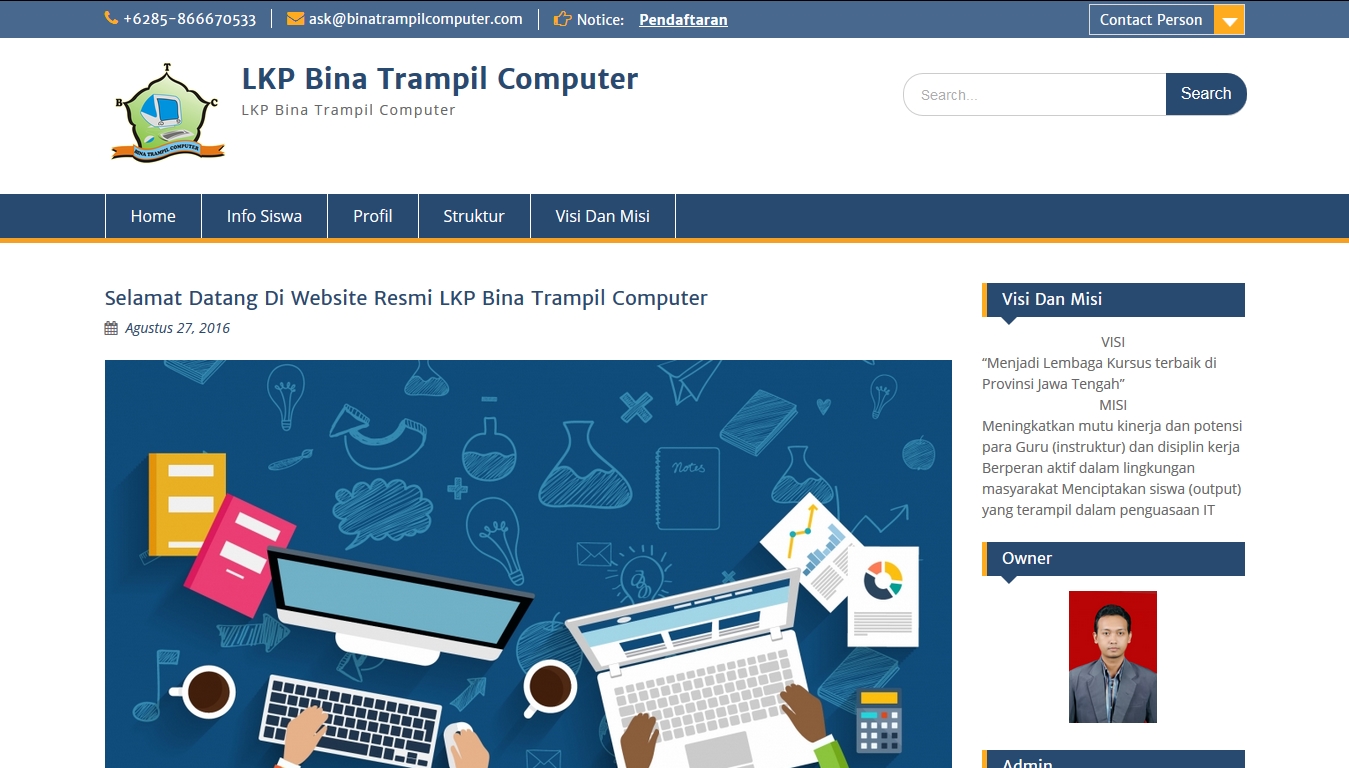 +6285-866670533
ask@binatrampilcomputer.com
Notice: Pendaftaran
Contact Person
T
B C
BINA TRAMPIL COMPUTER
LKP Bina Trampil Computer
LKP Bina Trampil Computer
Search...
Search
Home
Info Siswa
Profil
Struktur
Visi Dan Misi
Selamat Datang Di Website Resmi LKP Bina Trampil Computer
Agustus 27, 2016
Notes
Visi Dan Misi
VISI
“Menjadi Lembaga Kursus terbaik di
Provinsi Jawa Tengah”
MISI
Meningkatkan mutu kinerja dan potensi
para Guru (instruktur) dan disiplin kerja
Berperan aktif dalam lingkungan
masyarakat Menciptakan siswa (output)
yang terampil dalam penguasaan IT
Owner
Admin